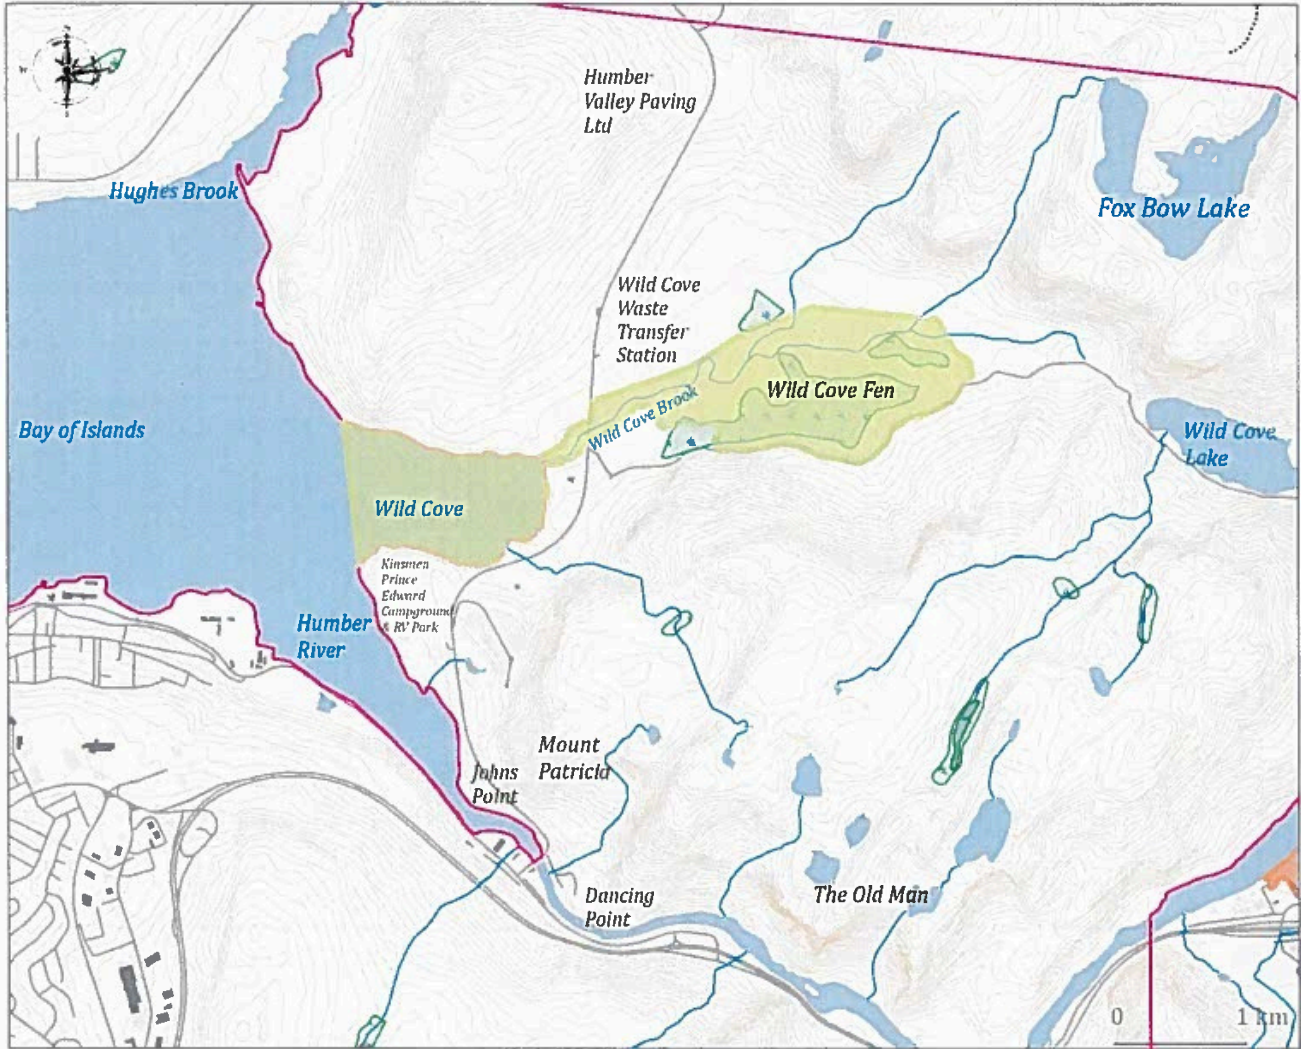 Humber
Valley Paving
Ltd
Hughes Brook
Fox Bow Lake
Wild Cove
Waste
Transfer
Station
Wild Cove Fen
Wild Cove Brook
Bay of Islands
Wild Cove
Lake
Wild Cove
Kinsmen
Prince
Edward
Campground
& RV Park
Humber
River
Mount
Patricia
Johns
Point
The Old Man
Dancing
Point
0 1 km